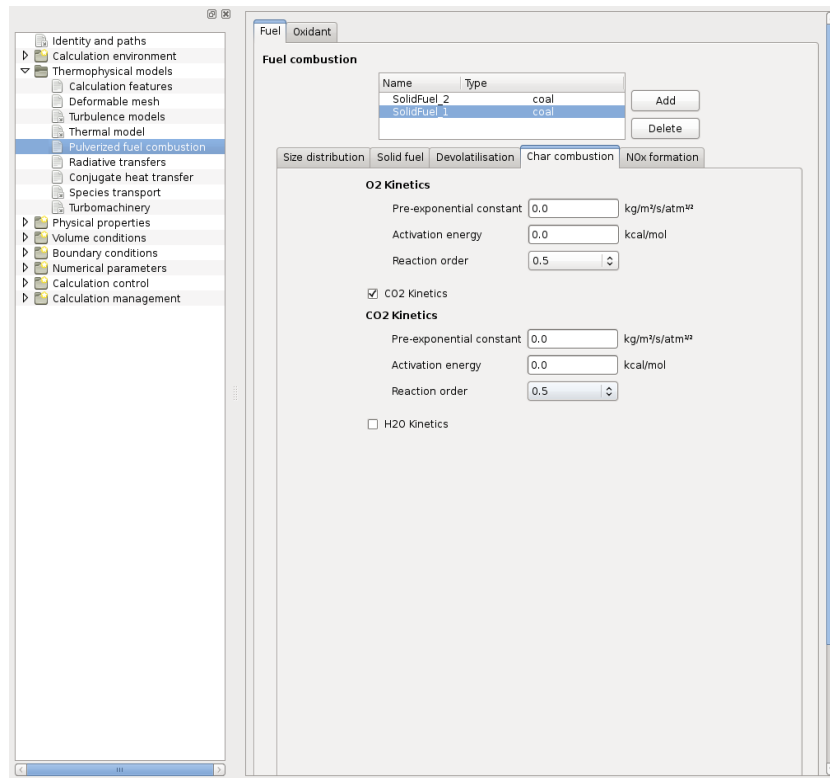 Identity and paths
Calculation environment
Thermophysical models
Calculation features
Deformable mesh
Turbulence models
Thermal model
Pulverized fuel combustion
Radiative transfers
Conjugate heat transfer
Species transport
Turbomachinery
Physical properties
Volume conditions
Boundary conditions
Numerical parameters
Calculation control
Calculation management
Fuel Oxidant
Fuel combustion
Name Type
SolidFuel_2 coal
SolidFuel_1 coal
Add
Delete
Size distribution Solid fuel Devolatilisation Char combustion NOx formation
O2 Kinetics
Pre-exponential constant 0.0 kg/m²/s/atm¹/²
Activation energy 0.0 kcal/mol
Reaction order 0.5
CO2 Kinetics
CO2 Kinetics
Pre-exponential constant 0.0 kg/m²/s/atm¹/²
Activation energy 0.0 kcal/mol
Reaction order 0.5
H2O Kinetics